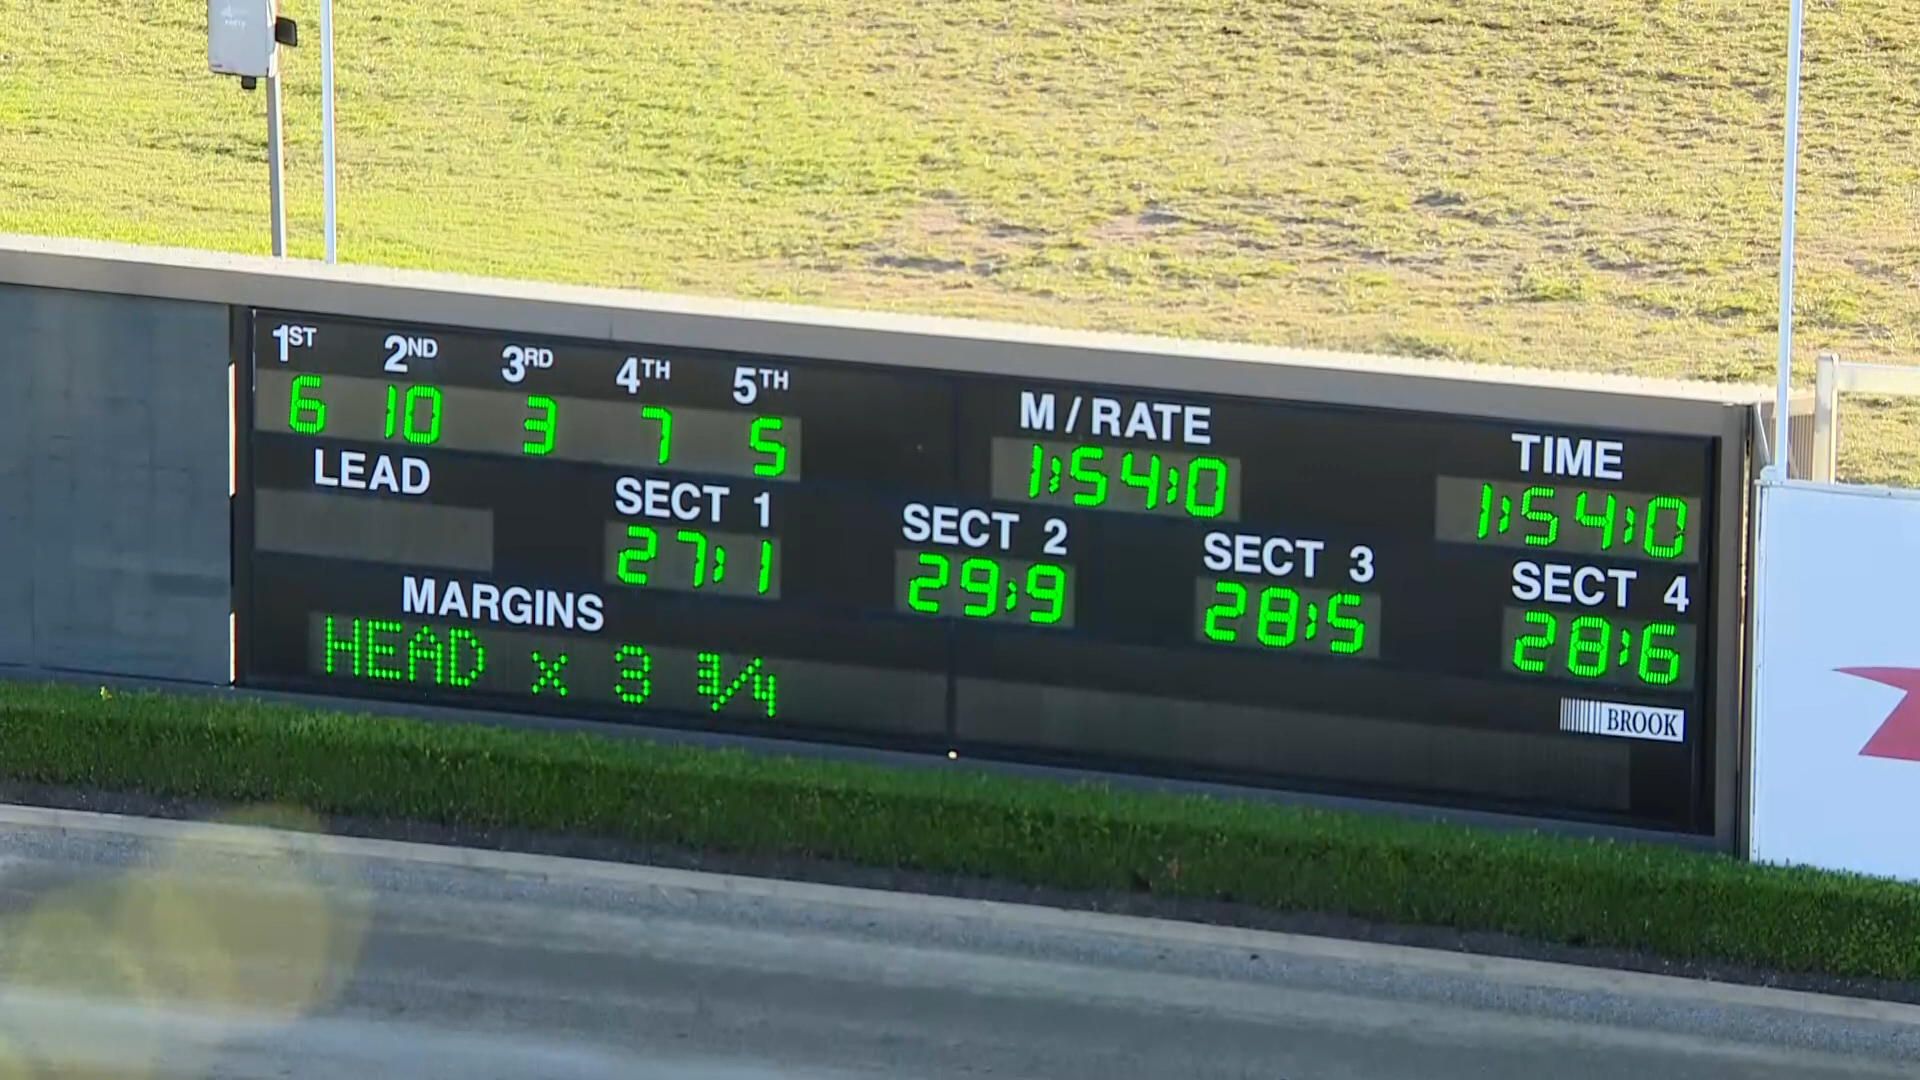 1ST 2ND 3RD 4TH 5TH
6 10 3 7 5
M / RATE TIME
1:54:0 1:54:0
LEAD SECT 1 SECT 2 SECT 3 SECT 4
27:1 29:9 28:5 28:6
MARGINS
HEAD x 3 3/4
BROOK